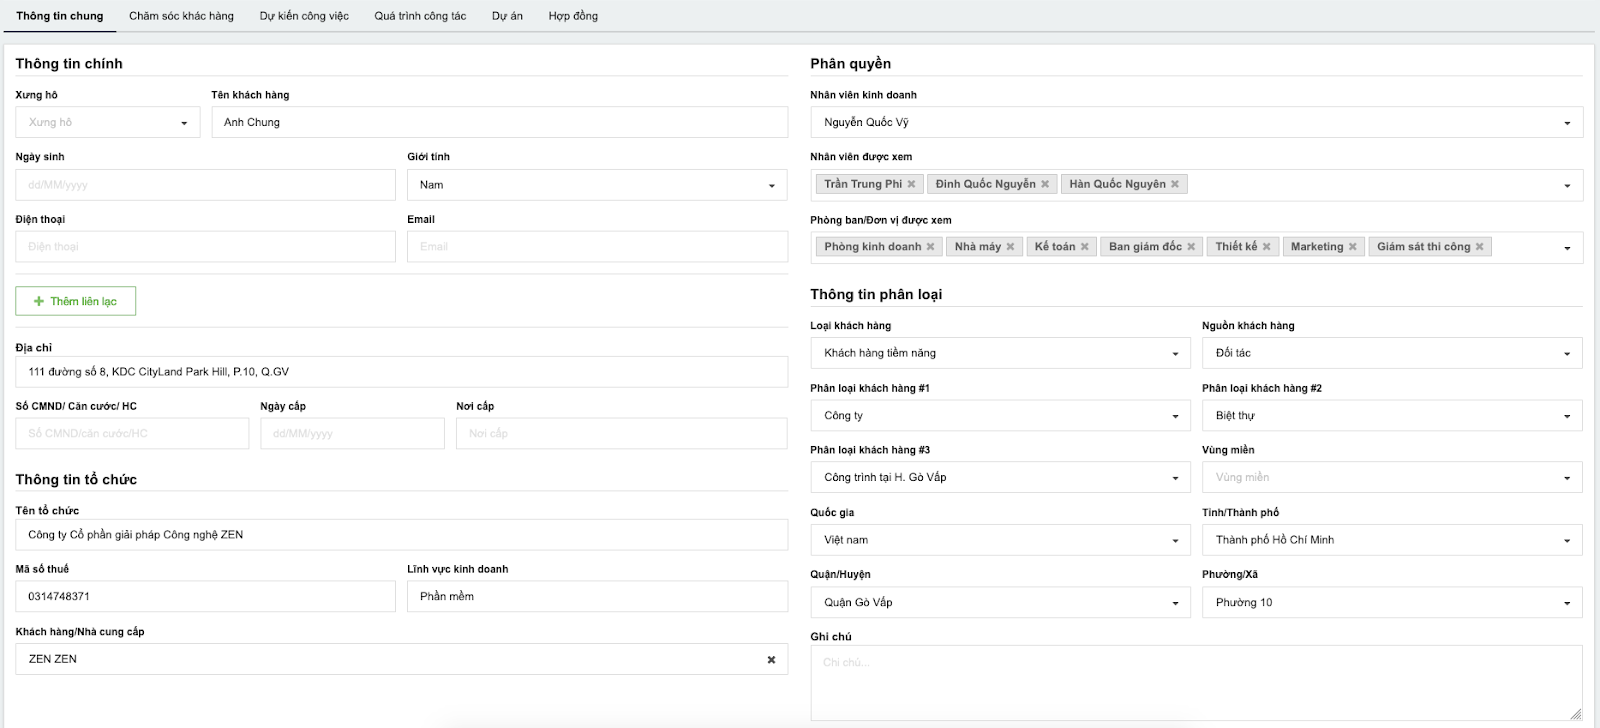 Thông tin chung Chăm sóc khác hàng Dự kiến công việc Quá trình công tác Dự án Hợp đồng
Thông tin chính
Xưng hô Tên khách hàng
Xưng hô Anh Chung
Ngày sinh Giới tính
dd/MM/yyyy Nam
Điện thoại Email
Điện thoại Email
Thêm liên lạc
Địa chỉ
111 đường số 8, KDC CityLand Park Hill, P.10, Q.GV
Số CMND/ Căn cước/ HC Ngày cấp Nơi cấp
Số CMND/căn cước/HC dd/MM/yyyy Nơi cấp
Thông tin tổ chức
Tên tổ chức
Công ty Cổ phần giải pháp Công nghệ ZEN
Mã số thuế Lĩnh vực kinh doanh
0314748371 Phần mềm
Khách hàng/Nhà cung cấp
ZEN ZEN
Phân quyền
Nhân viên kinh doanh
Nguyễn Quốc Vỹ
Nhân viên được xem
Trần Trung Phi Đinh Quốc Nguyễn Hàn Quốc Nguyên
Phòng ban/Đơn vị được xem
Phòng kinh doanh Nhà máy Kế toán Ban giám đốc Thiết kế Marketing Giám sát thi công
Thông tin phân loại
Loại khách hàng Nguồn khách hàng
Khách hàng tiềm năng Đối tác
Phân loại khách hàng #1 Phân loại khách hàng #2
Công ty Biệt thự
Phân loại khách hàng #3 Vùng miền
Công trình tại H. Gò Vấp Vùng miền
Quốc gia Tỉnh/Thành phố
Việt nam Thành phố Hồ Chí Minh
Quận/Huyện Phường/Xã
Quận Gò Vấp Phường 10
Ghi chú
Chi chú...